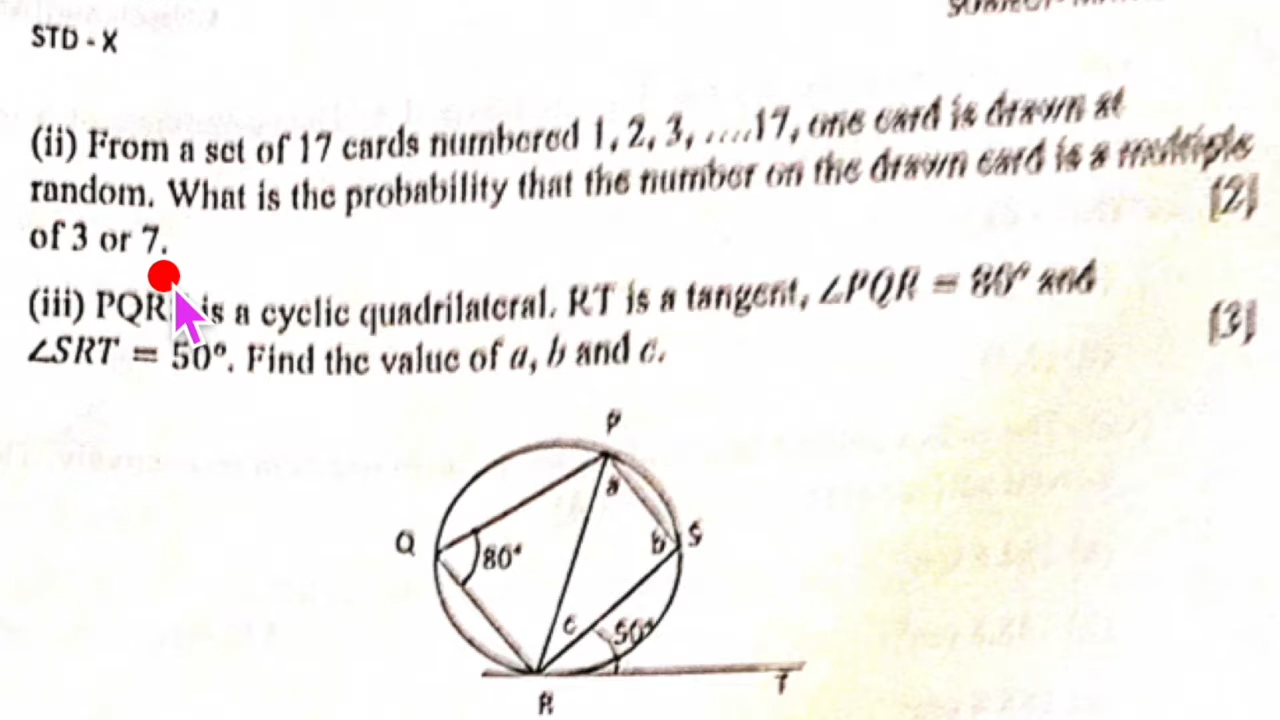 STD - X
(ii) From a set of 17 cards numbered 1, 2, 3, ....17, one card is drawn at
random. What is the probability that the number on the drawn card is a multiple
[2]
of 3 or 7.
(iii) PQR is a cyclic quadrilateral. RT is a tangent, ∠PQR = 80° and
[3]
∠SRT = 50°. Find the value of a, b and c.
P
a
Q
80°
b
S
c
50°
R
T